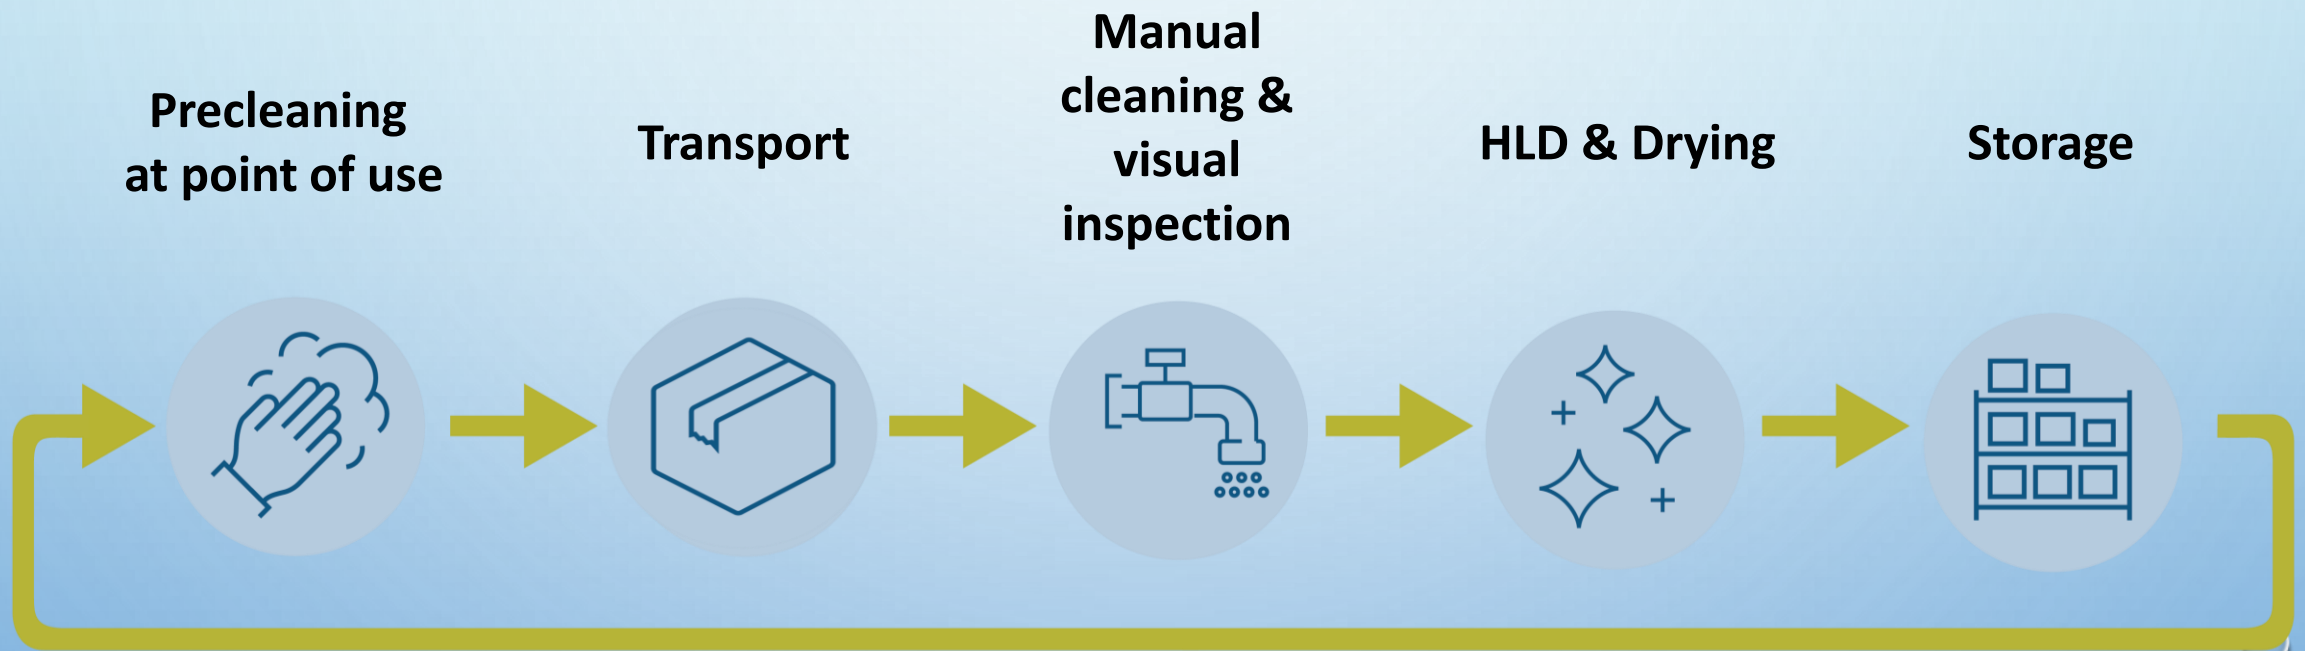 Precleaning
at point of use
Transport
Manual
cleaning &
visual
inspection
HLD & Drying
Storage